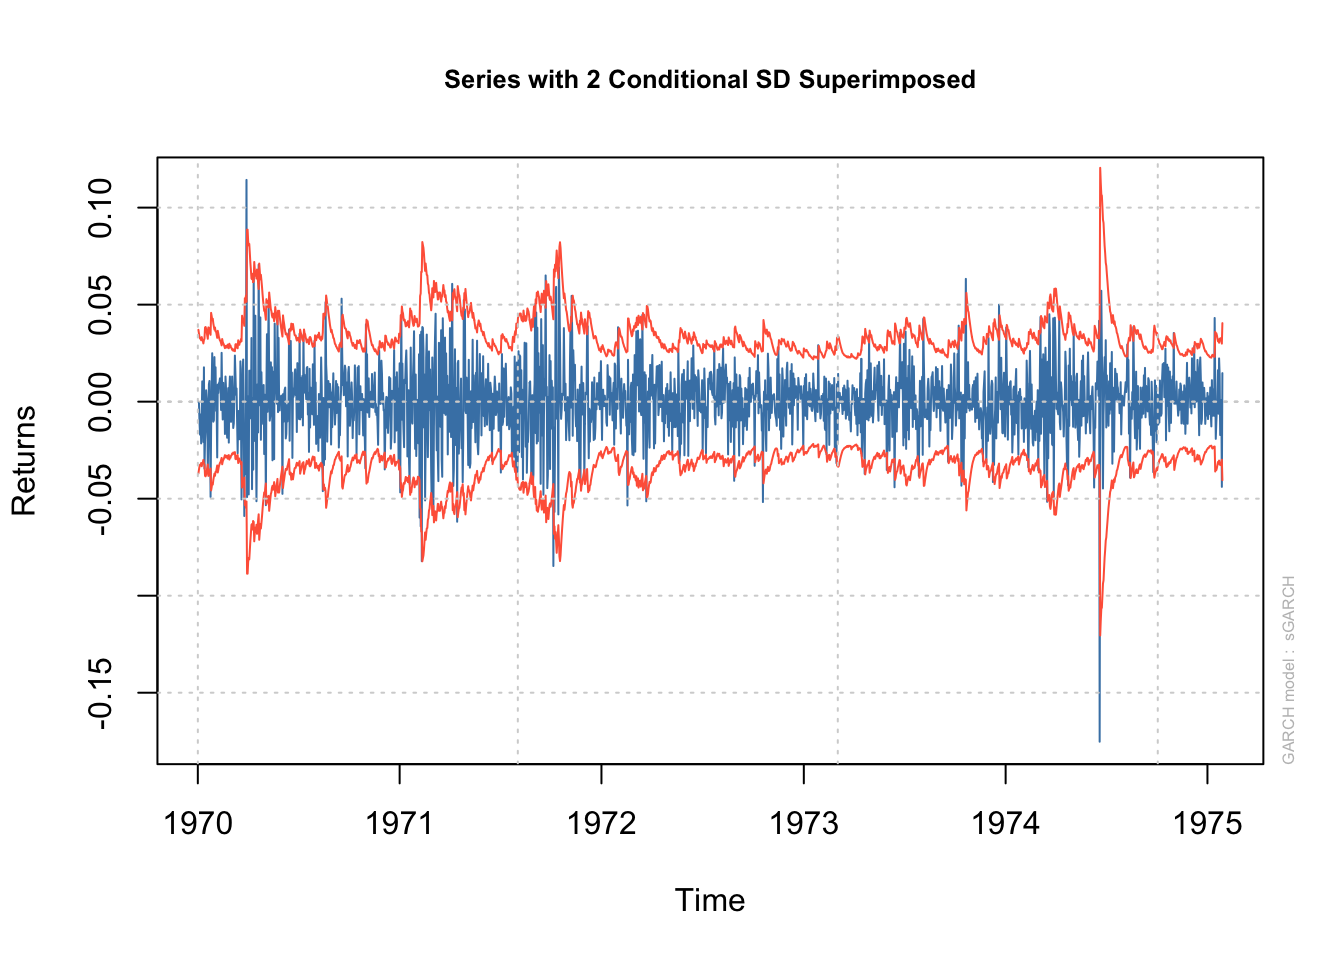 Series with 2 Conditional SD Superimposed
Returns
0.10
0.05
0.00
-0.05
-0.15
1970 1971 1972 1973 1974 1975
Time
GARCH model : sGARCH